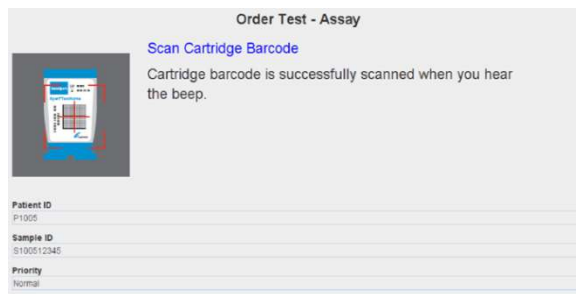 Order Test - Assay
Scan Cartridge Barcode
Cartridge barcode is successfully scanned when you hear
the beep.
Patient ID
P1005
Sample ID
S100512345
Priority
Normal